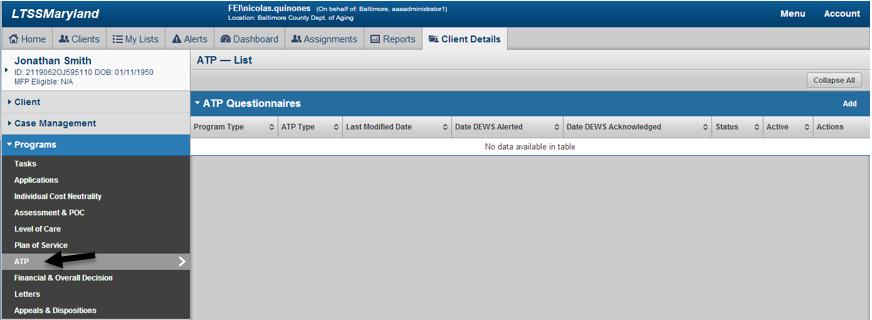 LTSSMaryland
FEI\nicolas.quinones (On behalf of: Baltimore, aaaadministrator1)
Location: Baltimore County Dept. of Aging
Menu Account
Home Clients My Lists Alerts Dashboard Assignments Reports Client Details
Jonathan Smith
ID: 2119062OJ595110 DOB: 01/11/1950
MFP Eligible: N/A
Client
Case Management
Programs
Tasks
Applications
Individual Cost Neutrality
Assessment & POC
Level of Care
Plan of Service
ATP
Financial & Overall Decision
Letters
Appeals & Dispositions
ATP — List
Collapse All
ATP Questionnaires Add
Program Type ATP Type Last Modified Date Date DEWS Alerted Date DEWS Acknowledged Status Active Actions
No data available in table